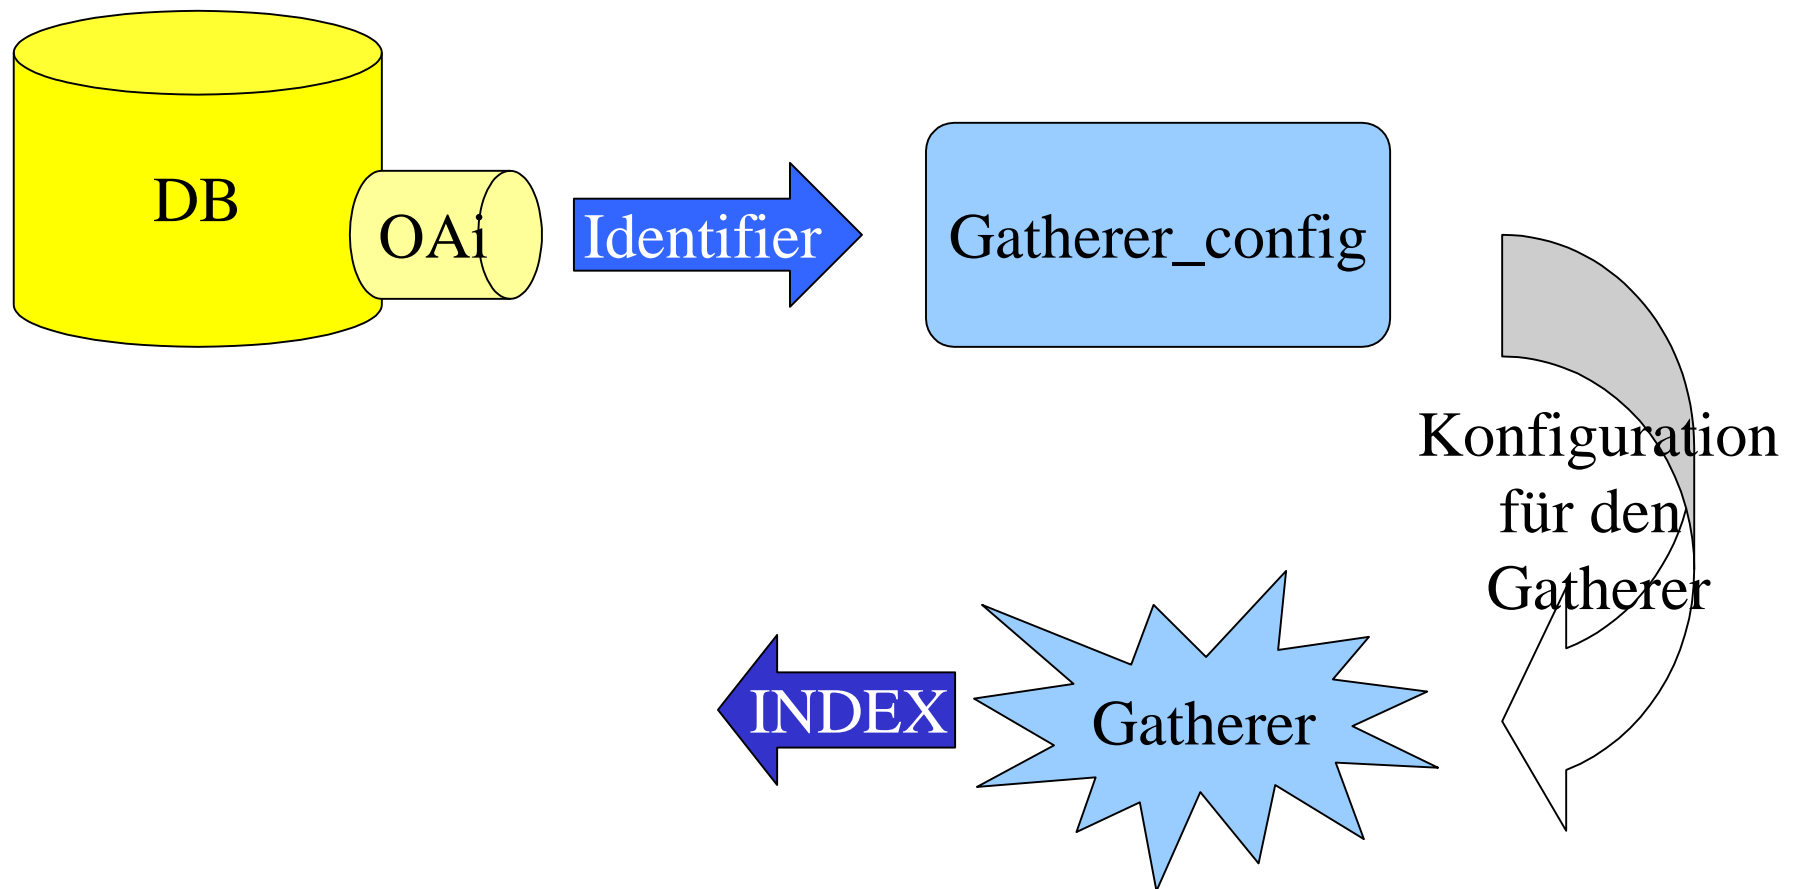 DB
OAi
Identifier
Gatherer_config
Konfiguration
für den
Gatherer
INDEX
Gatherer